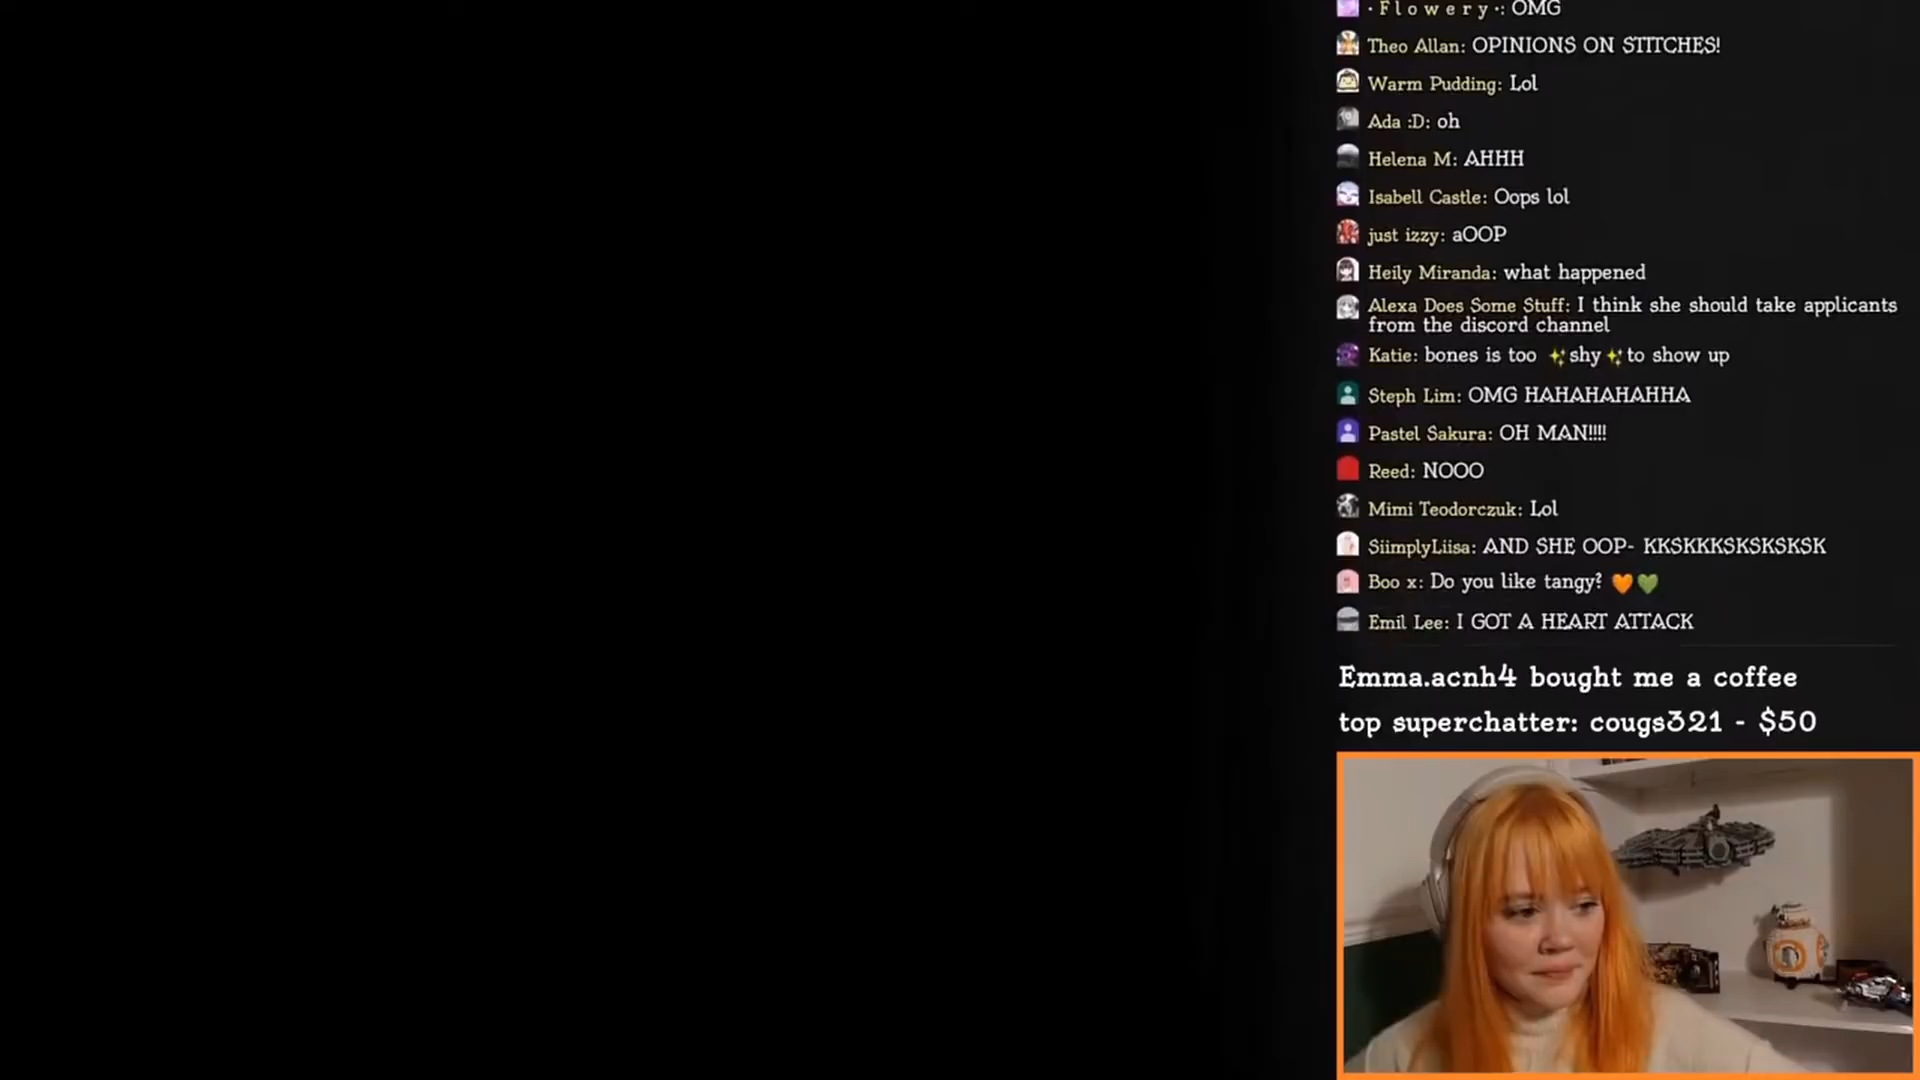 · F l o w e r y ·: OMG
Theo Allan: OPINIONS ON STITCHES!
Warm Pudding: Lol
Ada :D: oh
Helena M: AHHH
Isabell Castle: Oops lol
just izzy: aOOP
Heily Miranda: what happened
Alexa Does Some Stuff: I think she should take applicants
from the discord channel
Katie: bones is too ✨shy✨to show up
Steph Lim: OMG HAHAHAHAHHA
Pastel Sakura: OH MAN!!!!
Reed: NOOO
Mimi Teodorczuk: Lol
SiimplyLiisa: AND SHE OOP- KKSKKKSKSKSKSK
Boo x: Do you like tangy? 🧡💚
Emil Lee: I GOT A HEART ATTACK
Emma.acnh4 bought me a coffee
top superchatter: cougs321 - $50